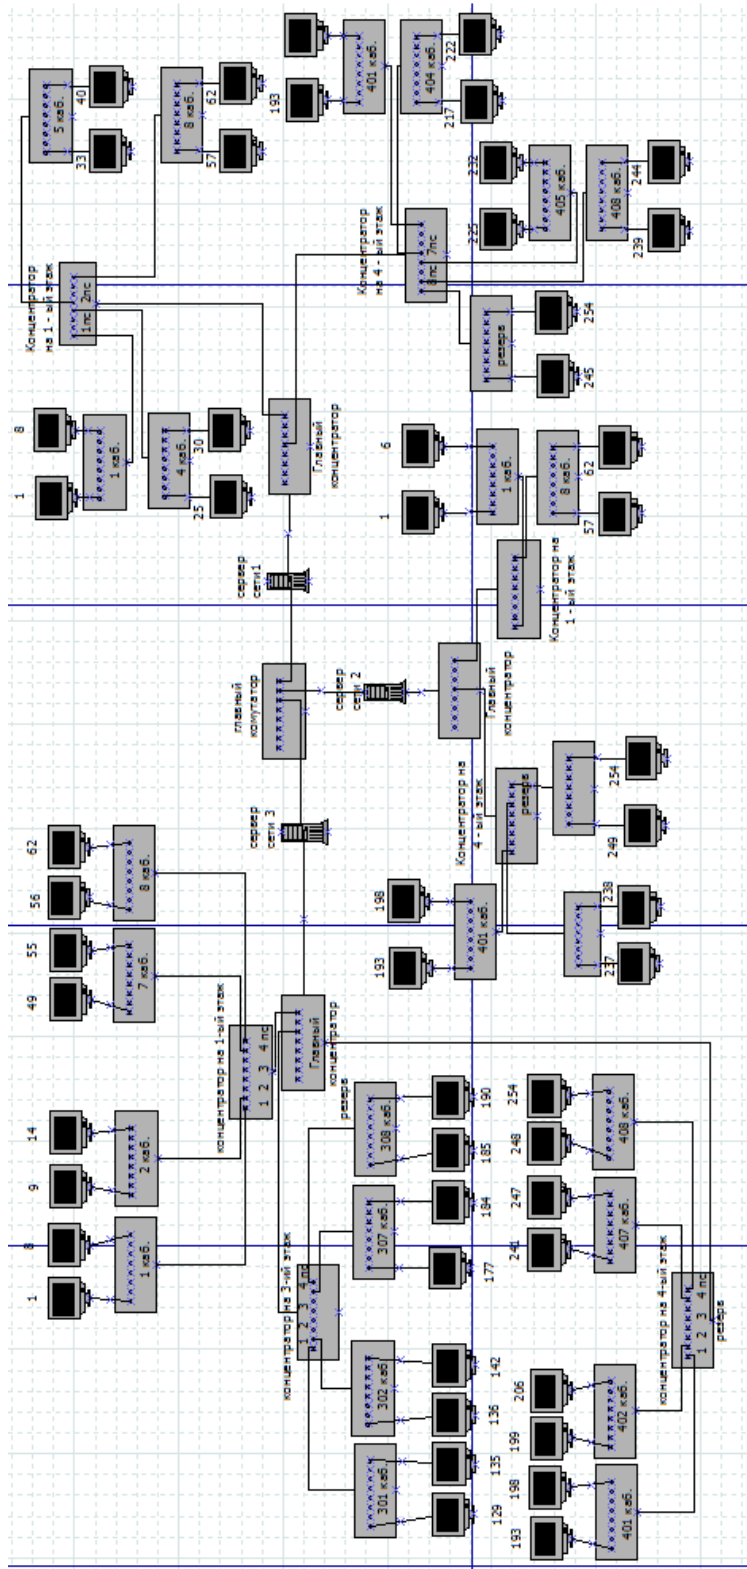 1
8
1 каб.
9
14
2 каб.
49
55
7 каб.
56
62
8 каб.
концентратор на 1-ый этаж
1 2 3 4 пс
Главный
концентратор
резерв
концентратор на 3-ий этаж
1 2 3 4 пс
301 каб.
129
135
302 каб
136
142
307 каб.
177
184
308 каб.
185
190
193
198
401 каб.
199
206
402 каб
241
247
407 каб.
248
254
408 каб.
концентратор на 4-ый этаж
1 2 3 4 пс
резерв
сервер
сети 3
главный
комутатор
сервер
сети 2
Главный
концентратор
Концентратор на
4 - ый этаж
резерв
193
198
401 каб.
237
238
249
254
Концентратор на
1 - ый этаж
1
6
1 каб.
8 каб.
57
62
сервер
сети1
Главный
концентратор
Концентратор
на 1 - ый этаж
1пс 2пс
1
8
1 каб.
4 каб.
25
30
5 каб.
33
40
8 каб.
57
62
Концентратор
на 4 - ый этаж
8 пс 7пс
193
401 каб.
404 каб.
217
222
225
232
405 каб.
408 каб.
239
244
резерв
245
254